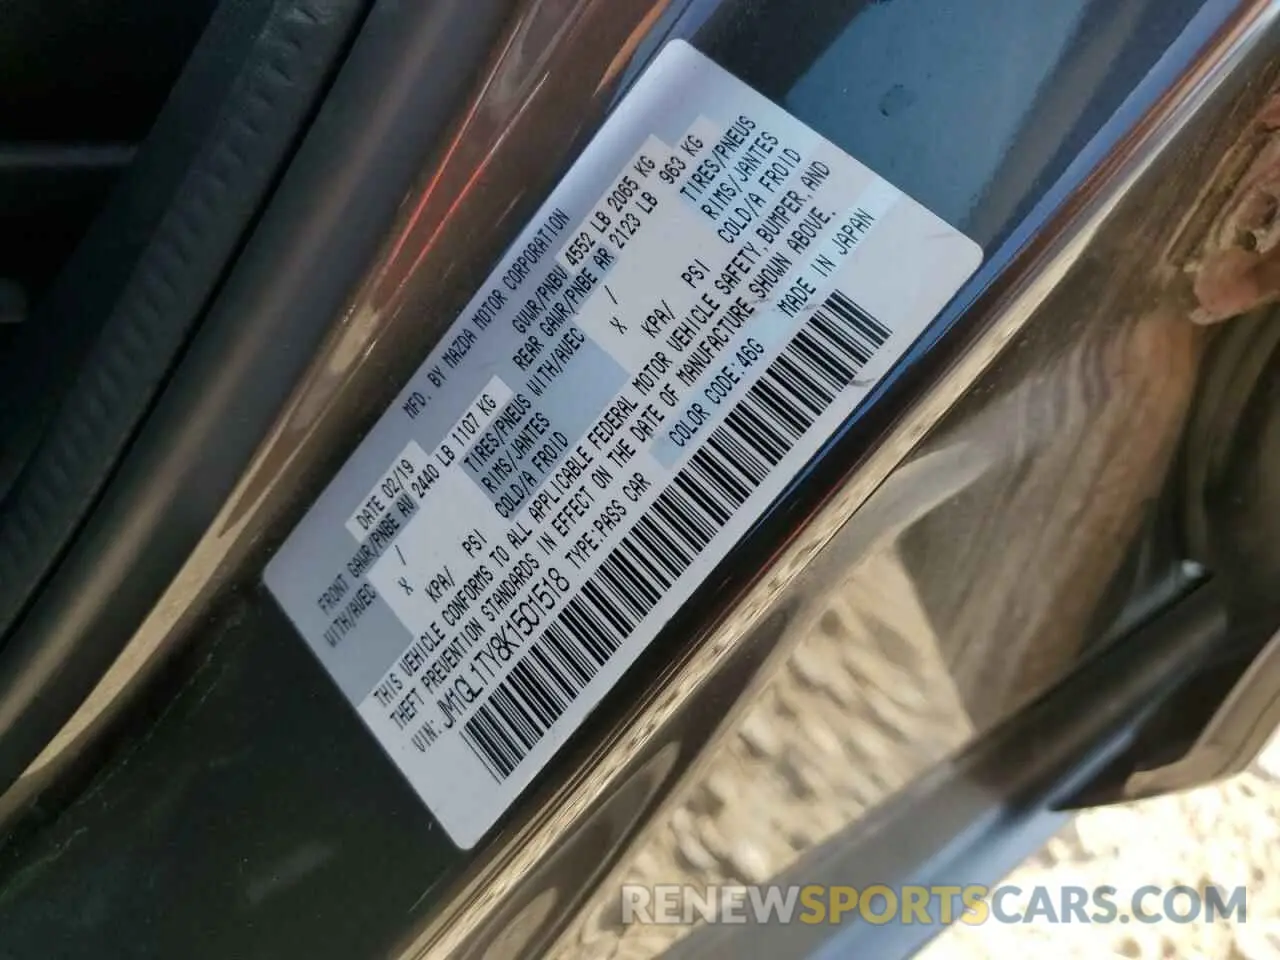 MFD. BY MAZDA MOTOR CORPORATION
DATE 02/19 GVWR/PNBV 4552 LB 2065 KG
FRONT GAWR/PNBE AV 2440 LB 1107 KG REAR GAWR/PNBE AR 2123 LB 963 KG
WITH/AVEC / TIRES/PNEUS WITH/AVEC / TIRES/PNEUS
X RIMS/JANTES X RIMS/JANTES
KPA/ PSI COLD/A FROID KPA/ PSI COLD/A FROID
THIS VEHICLE CONFORMS TO ALL APPLICABLE FEDERAL MOTOR VEHICLE SAFETY, BUMPER, AND
THEFT PREVENTION STANDARDS IN EFFECT ON THE DATE OF MANUFACTURE SHOWN ABOVE.
VIN: JM1GL1TY8K1501518 TYPE:PASS CAR COLOR CODE:46G MADE IN JAPAN
RENEWSPORTSCARS.COM